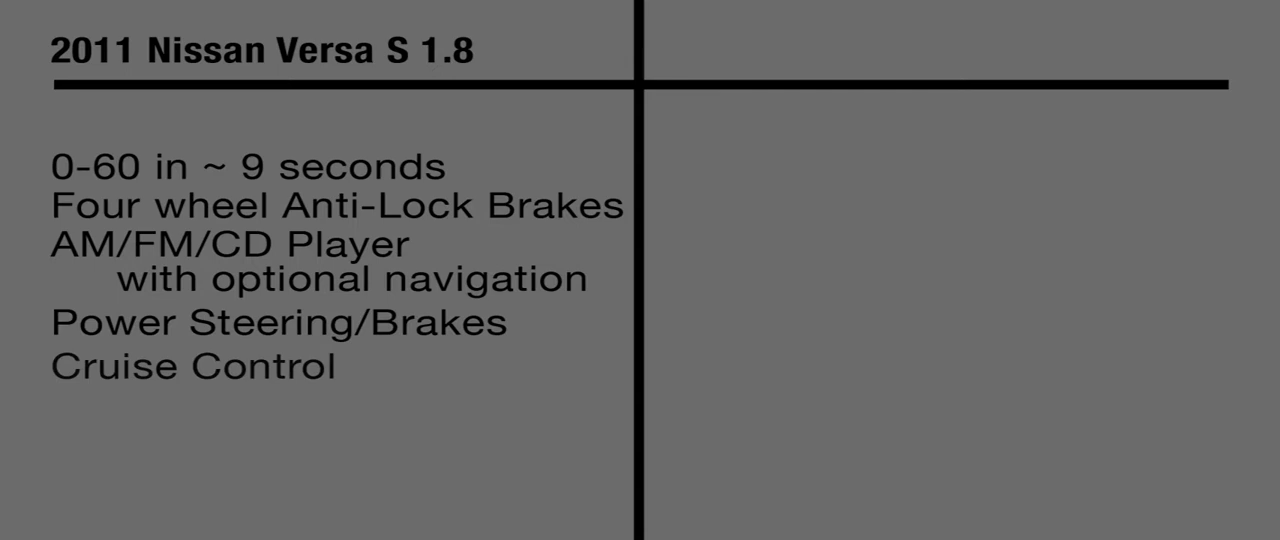 2011 Nissan Versa S 1.8
0-60 in ~ 9 seconds
Four wheel Anti-Lock Brakes
AM/FM/CD Player
with optional navigation
Power Steering/Brakes
Cruise Control